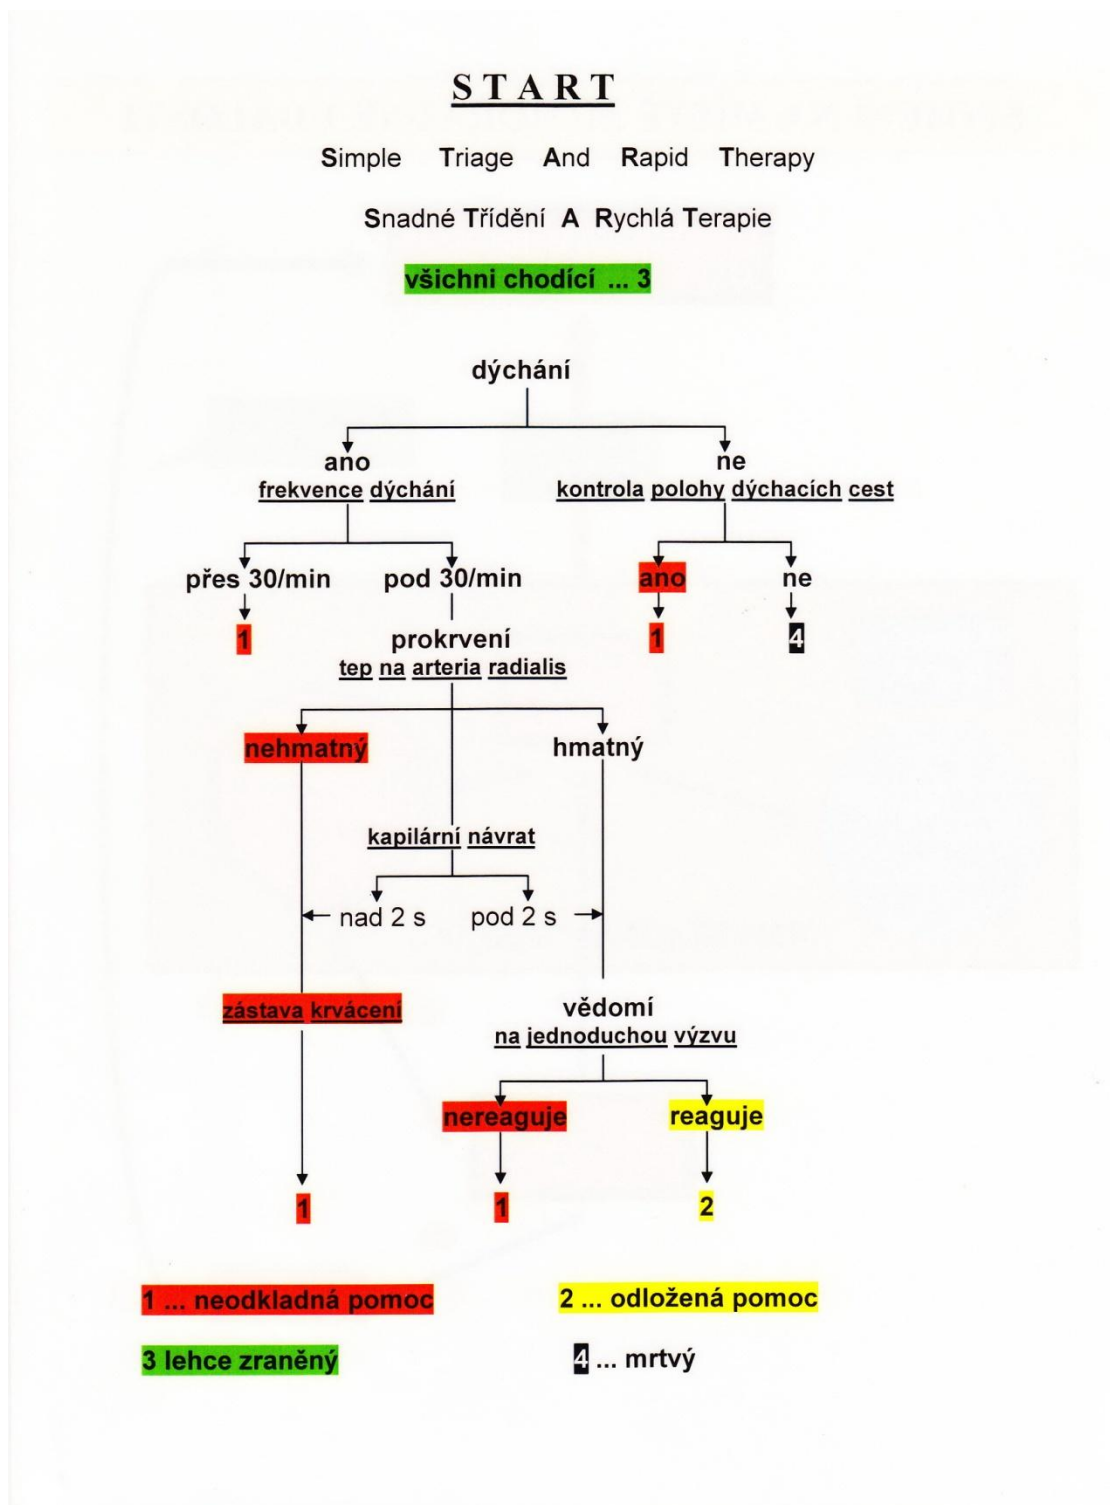 START
Simple Triage And Rapid Therapy
Snadné Třídění A Rychlá Terapie
všichni chodící ... 3
dýchání
ano
ne
frekvence dýchání
kontrola polohy dýchacích cest
přes 30/min
pod 30/min
ano
ne
1
prokrvení
1
4
tep na arteria radialis
nehmatný
hmatný
kapilární návrat
nad 2 s
pod 2 s
zástava krvácení
vědomí
na jednoduchou výzvu
nereaguje
reaguje
1
1
2
1 ... neodkladná pomoc
2 ... odložená pomoc
3 lehce zraněný
4 ... mrtvý